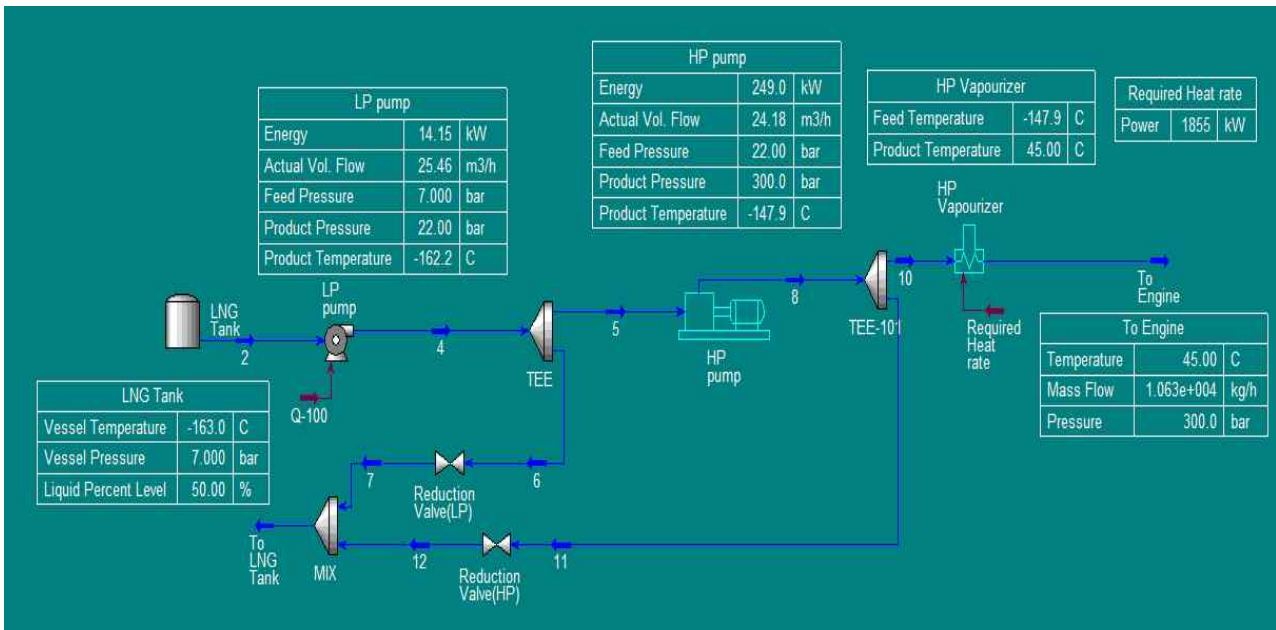 LP pump
Energy 14.15 kW
Actual Vol. Flow 25.46 m3/h
Feed Pressure 7.000 bar
Product Pressure 22.00 bar
Product Temperature -162.2 C
HP pump
Energy 249.0 kW
Actual Vol. Flow 24.18 m3/h
Feed Pressure 22.00 bar
Product Pressure 300.0 bar
Product Temperature -147.9 C
HP Vapourizer
Feed Temperature -147.9 C
Product Temperature 45.00 C
Required Heat rate
Power 1855 kW
HP
Vapourizer
LNG
Tank
2
LP
pump
4
Q-100
TEE
5
HP
pump
8
TEE-101
10
Required
Heat
rate
To
Engine
To Engine
Temperature 45.00 C
Mass Flow 1.063e+004 kg/h
Pressure 300.0 bar
LNG Tank
Vessel Temperature -163.0 C
Vessel Pressure 7.000 bar
Liquid Percent Level 50.00 %
7
Reduction
Valve(LP)
6
To
LNG
Tank
MIX
12
Reduction
Valve(HP)
11